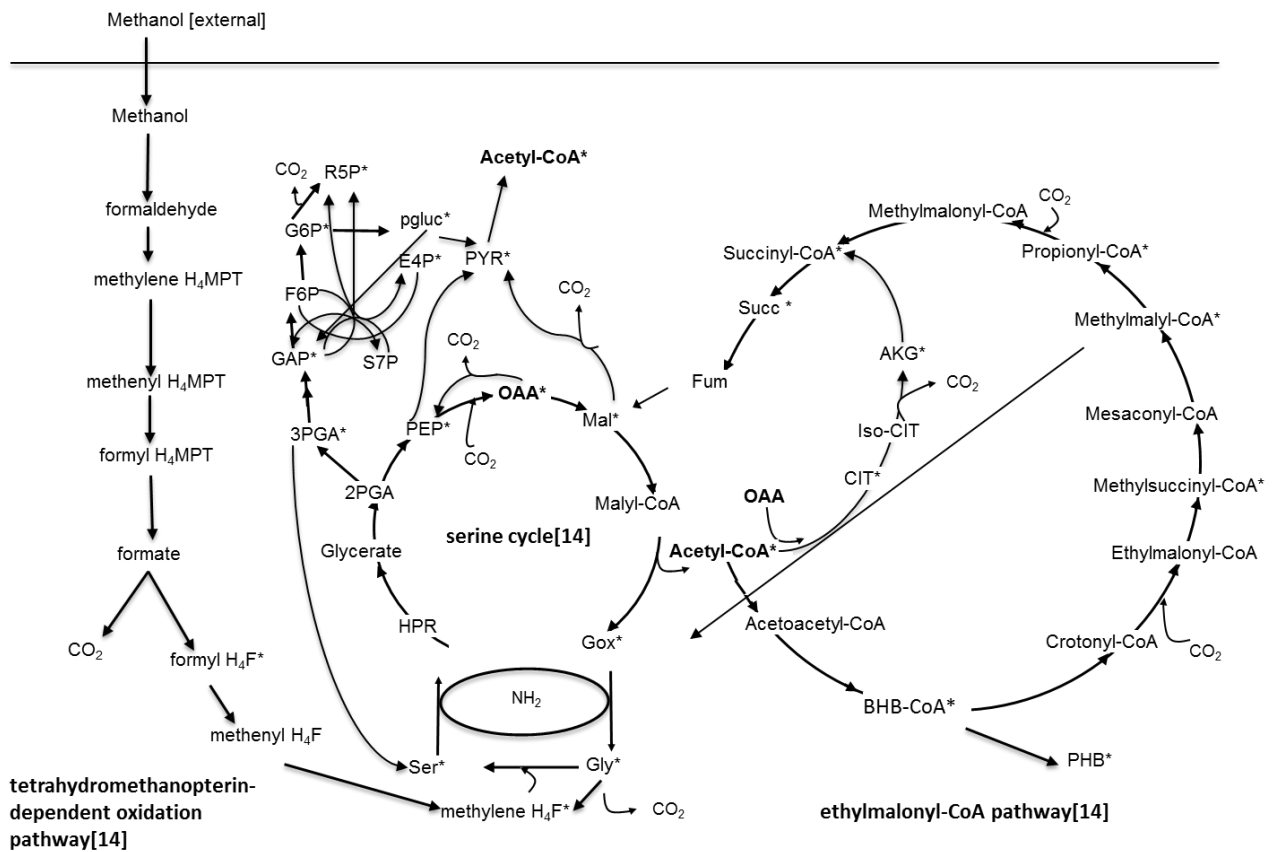 Methanol [external]
Methanol
formaldehyde
methylene H₄MPT
methenyl H₄MPT
formyl H₄MPT
formate
CO₂
formyl H₄F*
methenyl H₄F
tetrahydromethanopterin-
dependent oxidation
pathway[14]
CO₂
R5P*
G6P*
pgluc*
E4P*
F6P
GAP*
S7P
3PGA*
2PGA
Glycerate
HPR
Acetyl-CoA*
PYR*
CO₂
CO₂
OAA*
PEP*
CO₂
Mal*
Malyl-CoA
serine cycle[14]
Gox*
NH₂
Ser*
Gly*
methylene H₄F*
CO₂
Methylmalonyl-CoA
CO₂
Succinyl-CoA*
Propionyl-CoA*
Succ *
Fum
Methylmalyl-CoA*
AKG*
CO₂
Iso-CIT
CIT*
OAA
Acetyl-CoA*
Mesaconyl-CoA
Methylsuccinyl-CoA*
Ethylmalonyl-CoA
Acetoacetyl-CoA
Crotonyl-CoA
CO₂
BHB-CoA*
PHB*
ethylmalonyl-CoA pathway[14]